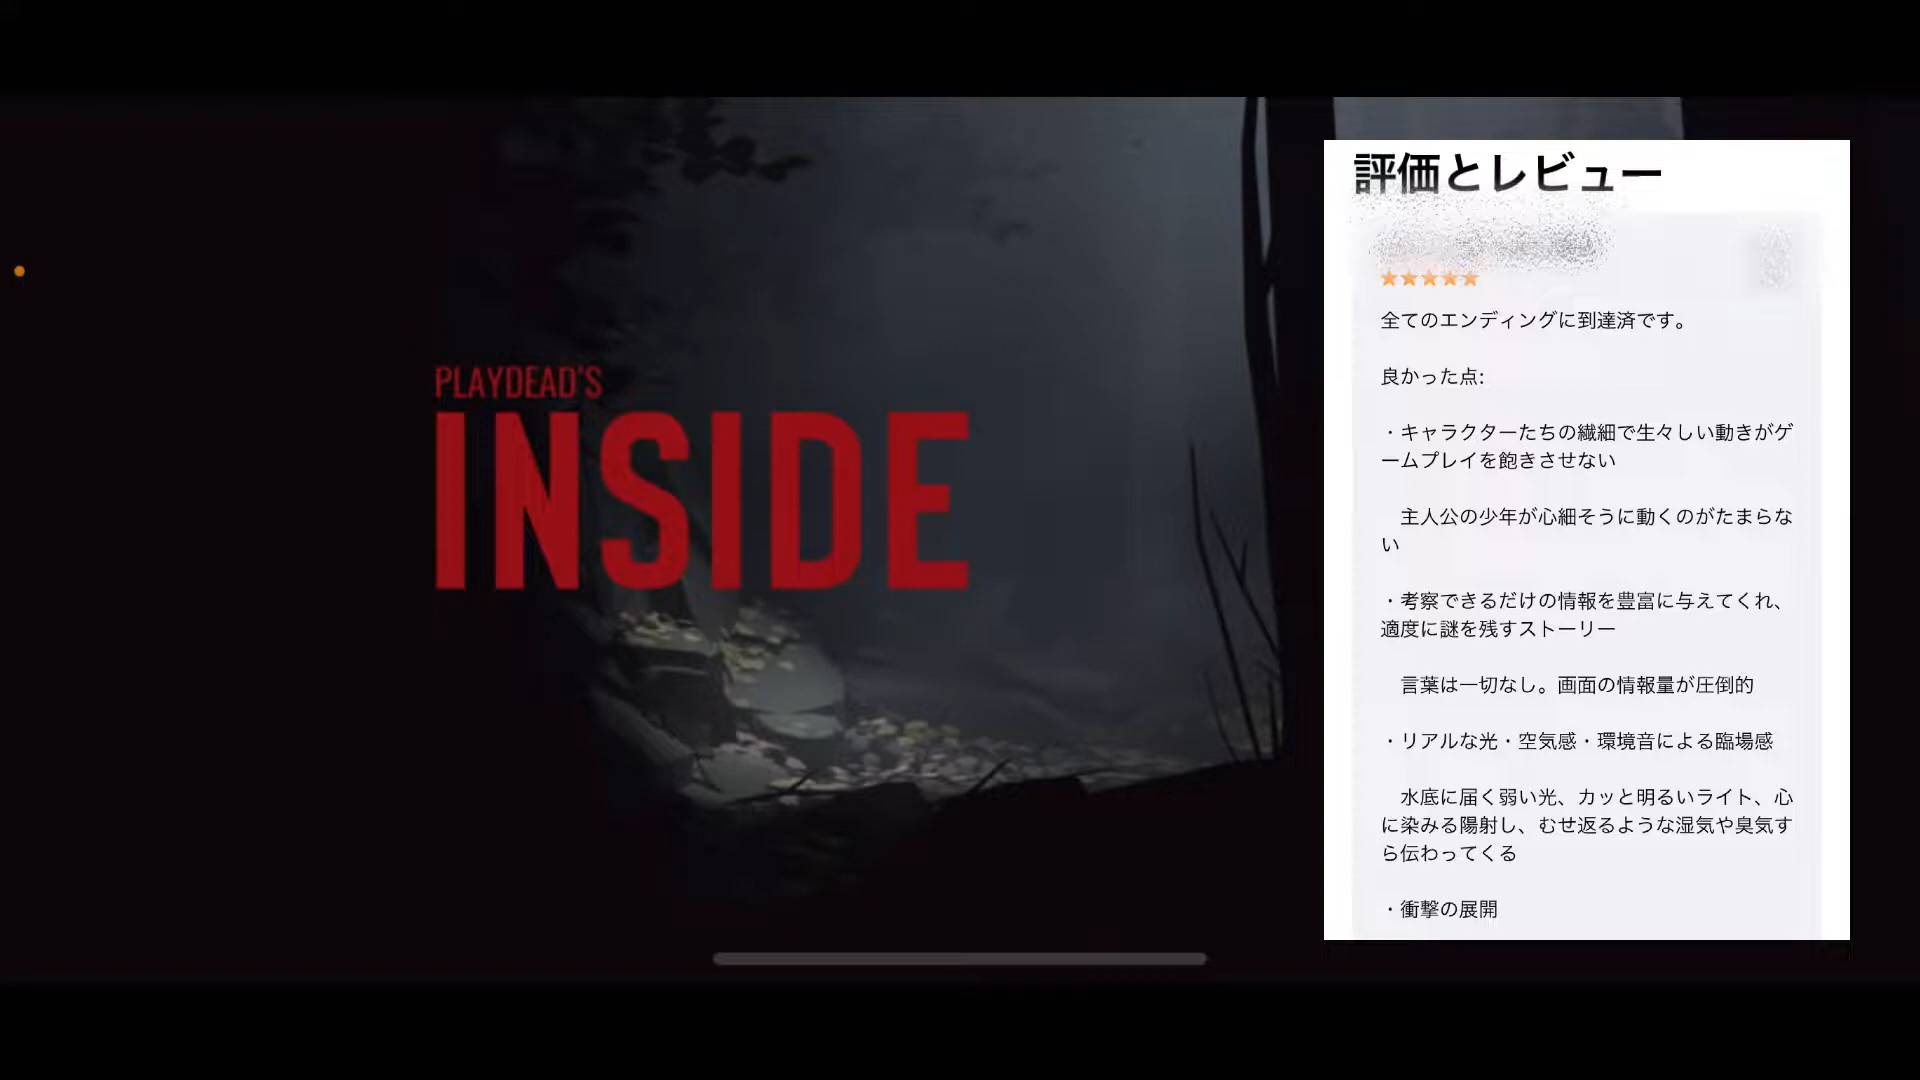 PLAYDEAD'S
INSIDE
評価とレビュー
★★★★★
全てのエンディングに到達済です。
良かった点:
・キャラクターたちの繊細で生々しい動きがゲ
ームプレイを飽きさせない
主人公の少年が心細そうに動くのがたまらな
い
・考察できるだけの情報を豊富に与えてくれ、
適度に謎を残すストーリー
言葉は一切なし。画面の情報量が圧倒的
・リアルな光・空気感・環境音による臨場感
水底に届く弱い光、カッと明るいライト、心
に染みる陽射し、むせ返るような湿気や臭気す
ら伝わってくる
・衝撃の展開